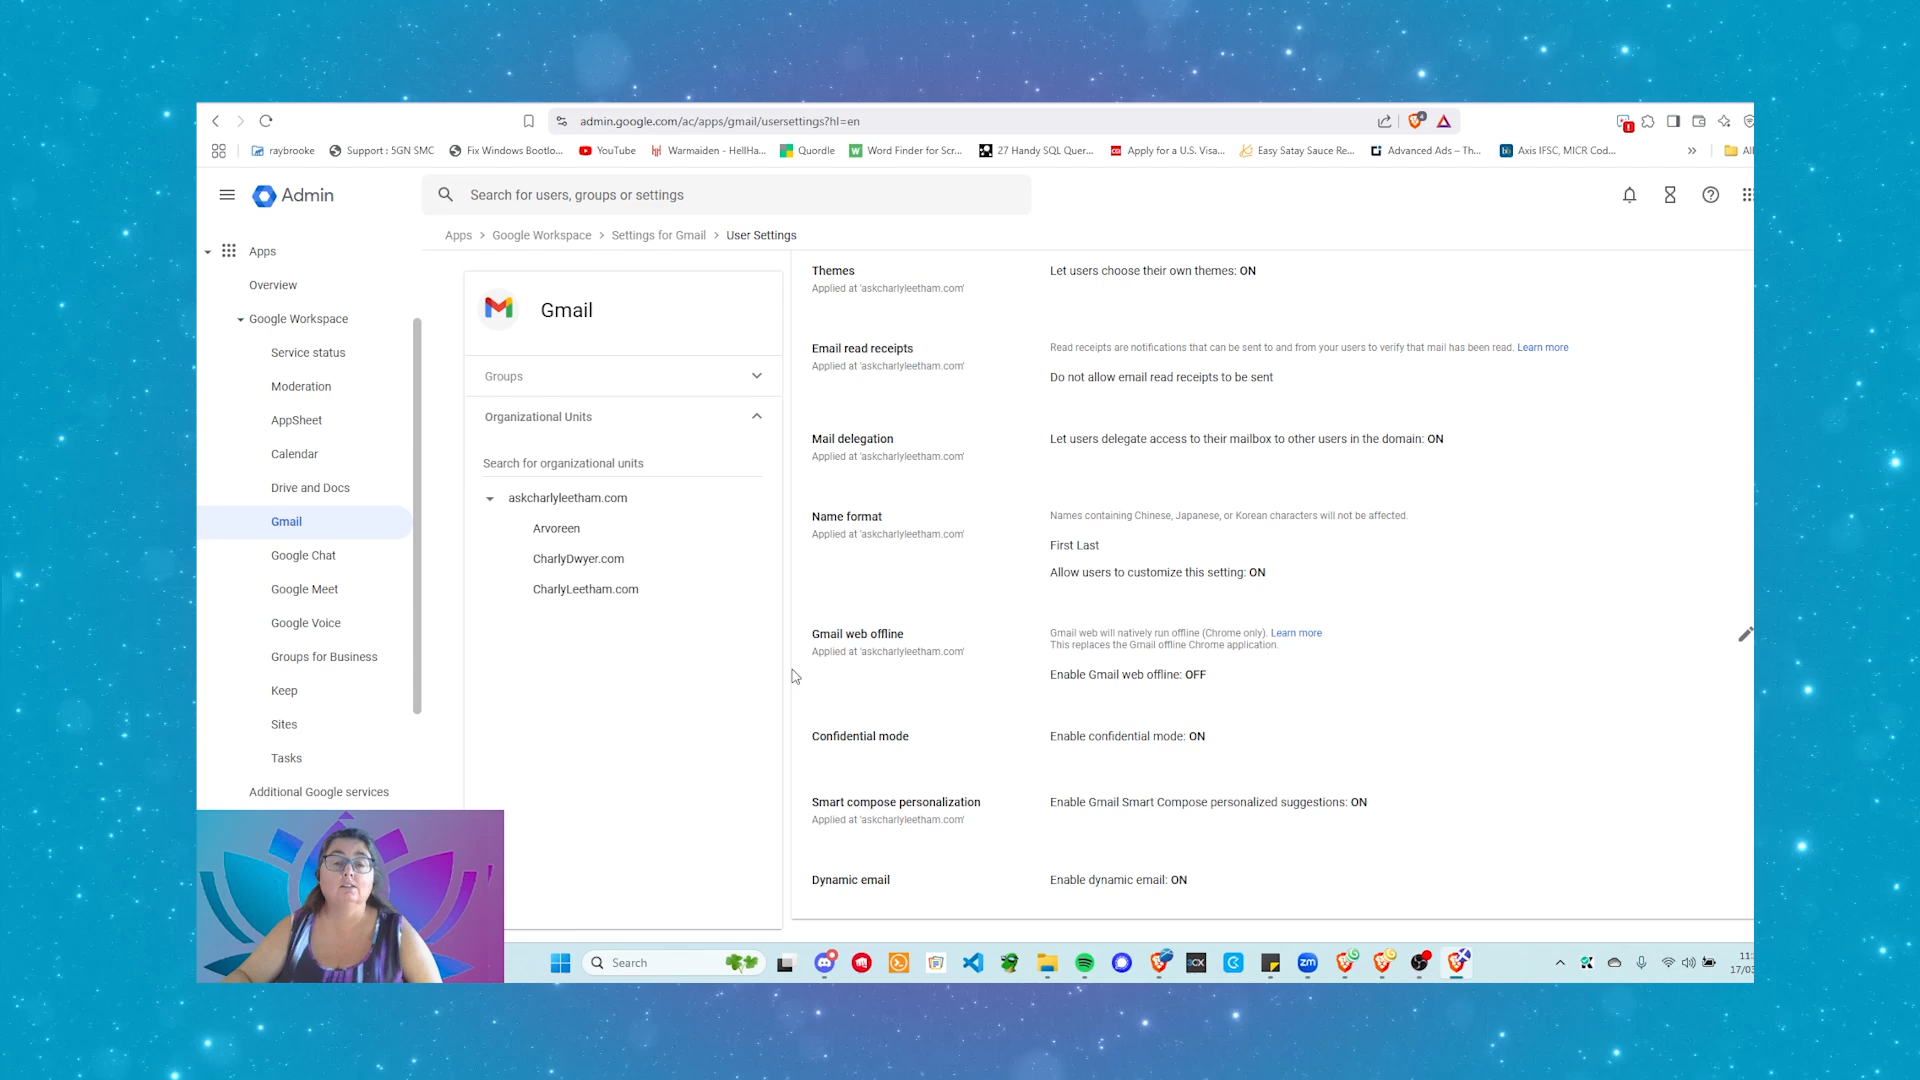 admin.google.com/ac/apps/gmail/usersettings?hl=en
raybrooke
Support : 5GN SMC
Fix Windows Bootlo...
YouTube
Warmaiden - HellHa...
Quordle
Word Finder for Scr...
27 Handy SQL Quer...
Apply for a U.S. Visa...
Easy Satay Sauce Re...
Advanced Ads – Th...
Axis IFSC, MICR Cod...
All
Admin
Search for users, groups or settings
Apps > Google Workspace > Settings for Gmail > User Settings
Apps
Overview
Google Workspace
Service status
Moderation
AppSheet
Calendar
Drive and Docs
Gmail
Google Chat
Google Meet
Google Voice
Groups for Business
Keep
Sites
Tasks
Additional Google services
Gmail
Groups
Organizational Units
Search for organizational units
askcharlyleetham.com
Arvoreen
CharlyDwyer.com
CharlyLeetham.com
Themes
Applied at 'askcharlyleetham.com'
Let users choose their own themes: ON
Email read receipts
Applied at 'askcharlyleetham.com'
Read receipts are notifications that can be sent to and from your users to verify that mail has been read. Learn more
Do not allow email read receipts to be sent
Mail delegation
Applied at 'askcharlyleetham.com'
Let users delegate access to their mailbox to other users in the domain: ON
Name format
Applied at 'askcharlyleetham.com'
Names containing Chinese, Japanese, or Korean characters will not be affected.
First Last
Allow users to customize this setting: ON
Gmail web offline
Applied at 'askcharlyleetham.com'
Gmail web will natively run offline (Chrome only). Learn more
This replaces the Gmail offline Chrome application.
Enable Gmail web offline: OFF
Confidential mode
Enable confidential mode: ON
Smart compose personalization
Applied at 'askcharlyleetham.com'
Enable Gmail Smart Compose personalized suggestions: ON
Dynamic email
Enable dynamic email: ON
Search
zm
CX
11:
17/03